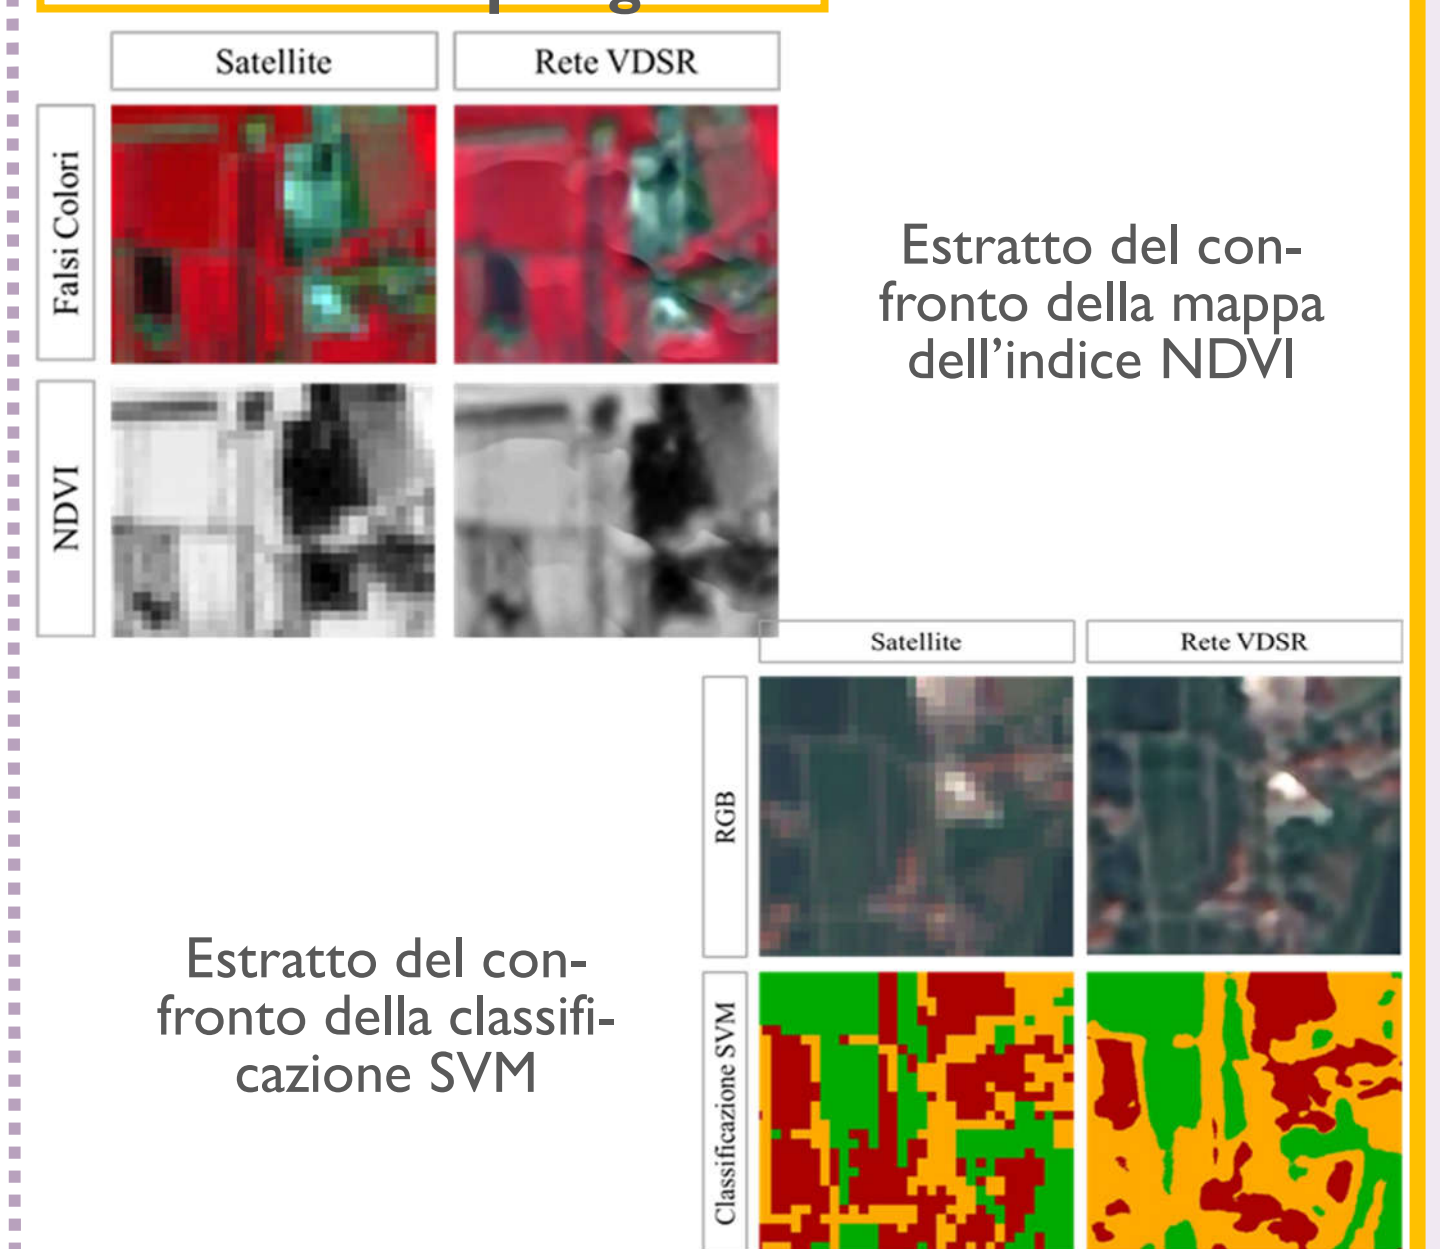 Satellite
Rete VDSR
Falsi Colori
NDVI
Estratto del con-
fronto della mappa
dell’indice NDVI
Satellite
Rete VDSR
RGB
Classificazione SVM
Estratto del con-
fronto della classifi-
cazione SVM